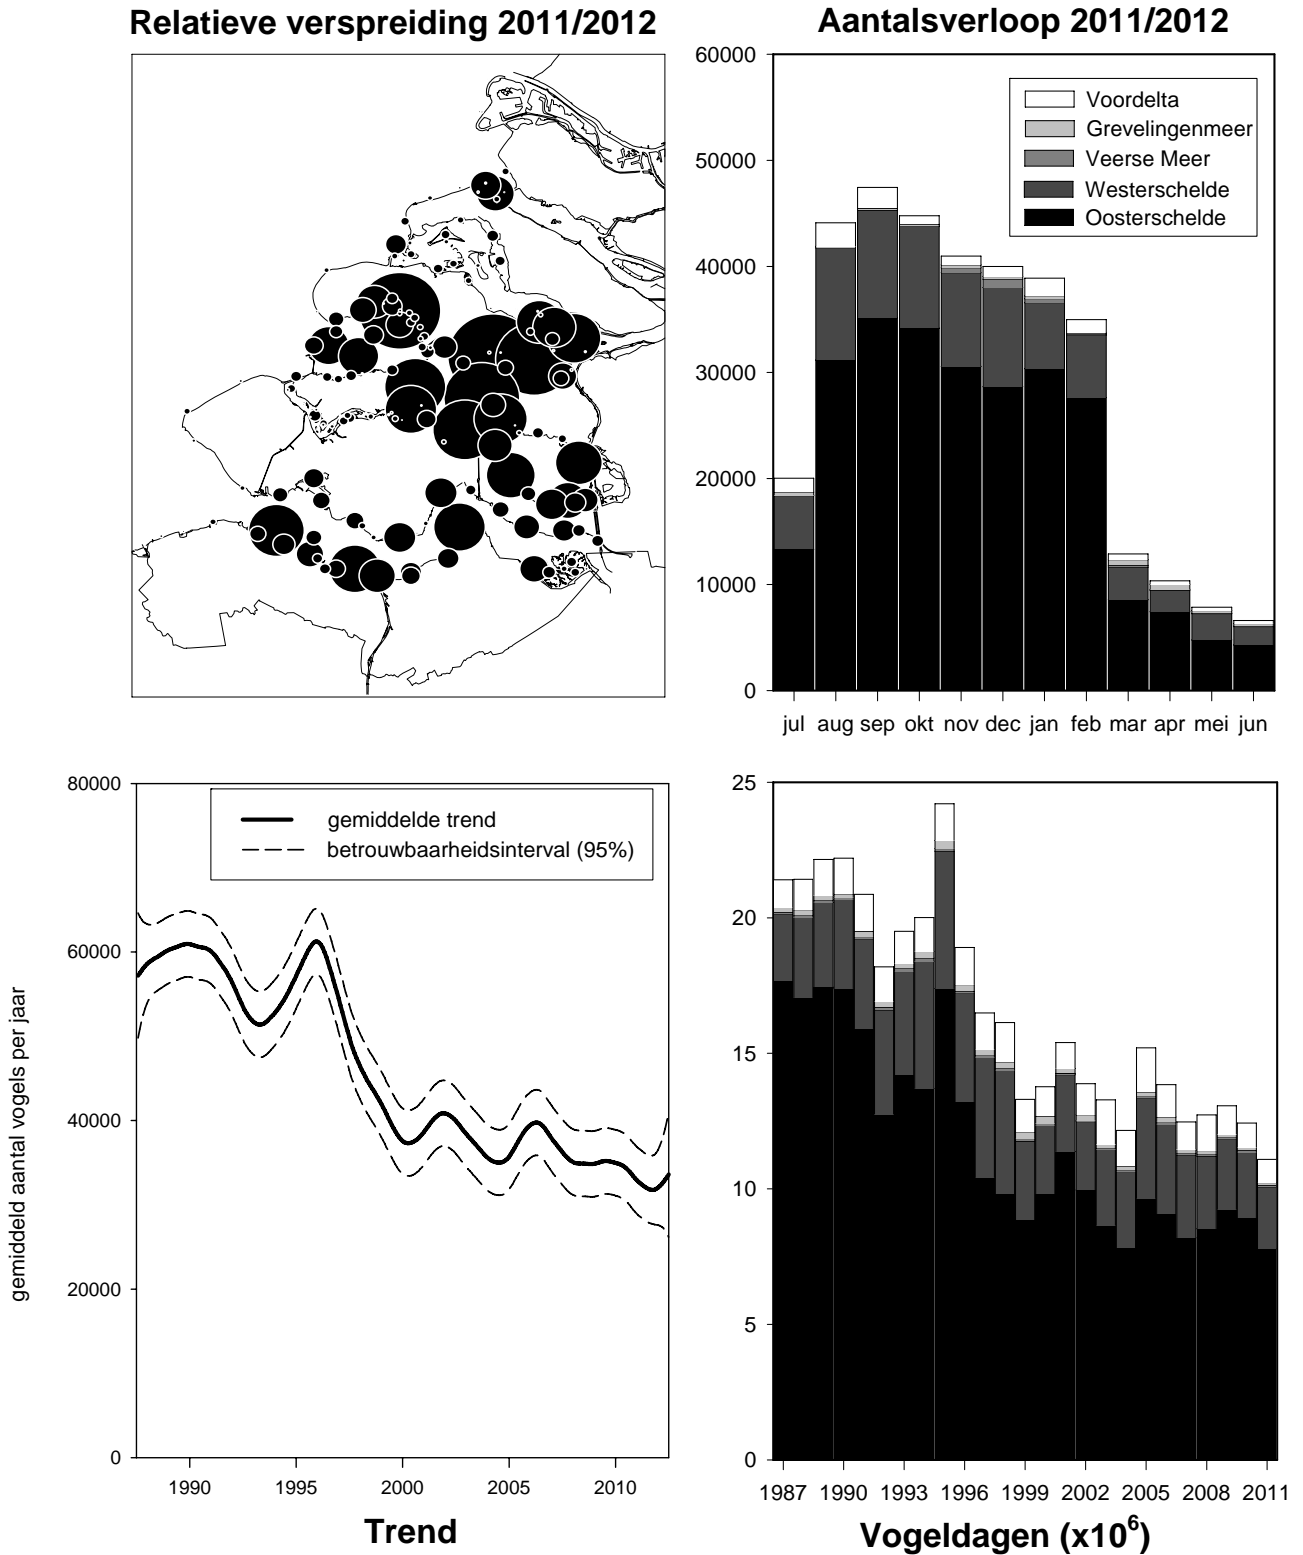 Relatieve verspreiding 2011/2012
Aantalsverloop 2011/2012
60000
50000
40000
30000
20000
10000
0
Voordelta
Grevelingenmeer
Veerse Meer
Westerschelde
Oosterschelde
jul aug sep okt nov dec jan feb mar apr mei jun
gemiddeld aantal vogels per jaar
80000
60000
40000
20000
0
gemiddelde trend
betrouwbaarheidsinterval (95%)
1990 1995 2000 2005 2010
Trend
25
20
15
10
5
0
1987 1990 1993 1996 1999 2002 2005 2008 2011
Vogeldagen (x10⁶)